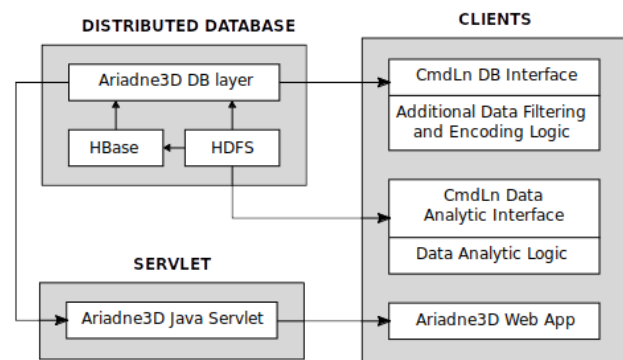 DISTRIBUTED DATABASE
Ariadne3D DB layer
HBase
HDFS
SERVLET
Ariadne3D Java Servlet
CLIENTS
CmdLn DB Interface
Additional Data Filtering
and Encoding Logic
CmdLn Data
Analytic Interface
Data Analytic Logic
Ariadne3D Web App